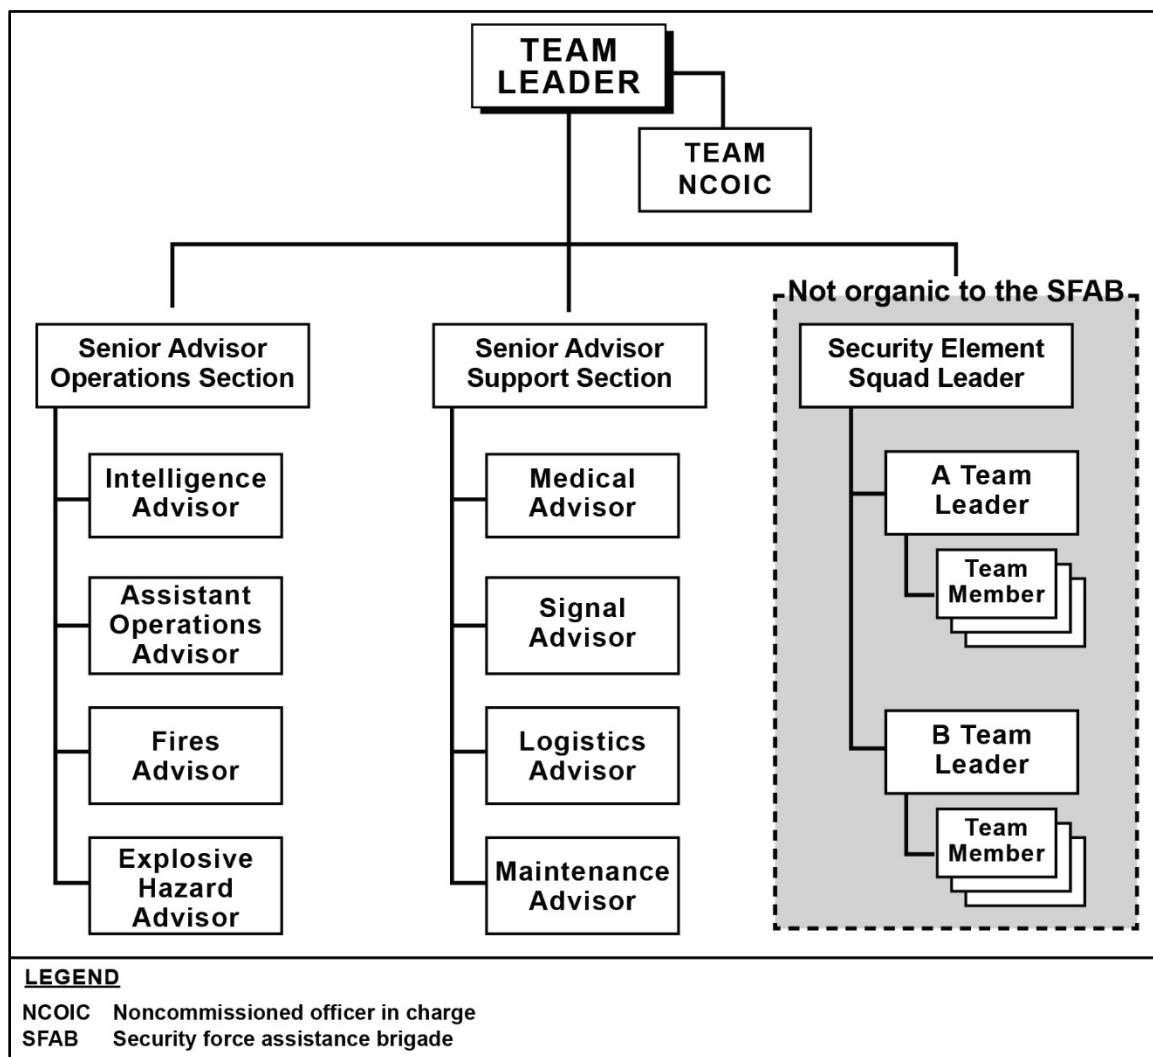 TEAM
LEADER
TEAM
NCOIC
Not organic to the SFAB
Senior Advisor
Operations Section
Intelligence
Advisor
Assistant
Operations
Advisor
Fires
Advisor
Explosive
Hazard
Advisor
Senior Advisor
Support Section
Medical
Advisor
Signal
Advisor
Logistics
Advisor
Maintenance
Advisor
Security Element
Squad Leader
A Team
Leader
Team
Member
B Team
Leader
Team
Member
LEGEND
NCOIC Noncommissioned officer in charge
SFAB Security force assistance brigade